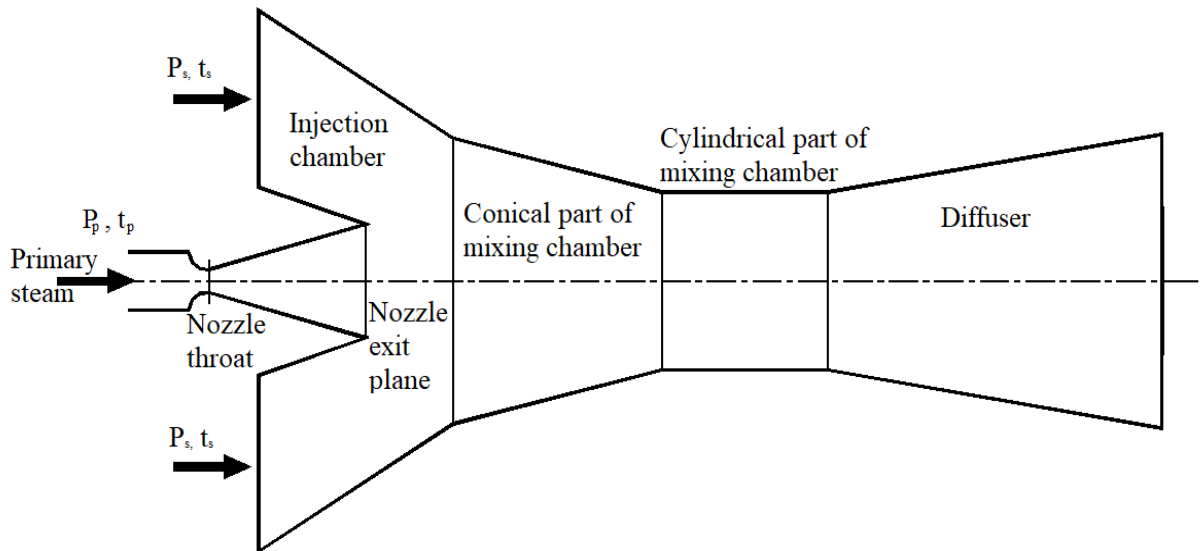 Pₛ, tₛ
Injection
chamber
Cylindrical part of
mixing chamber
Pₚ , tₚ
Primary
steam
Conical part of
mixing chamber
Diffuser
Nozzle
throat
Nozzle
exit
plane
Pₛ, tₛ